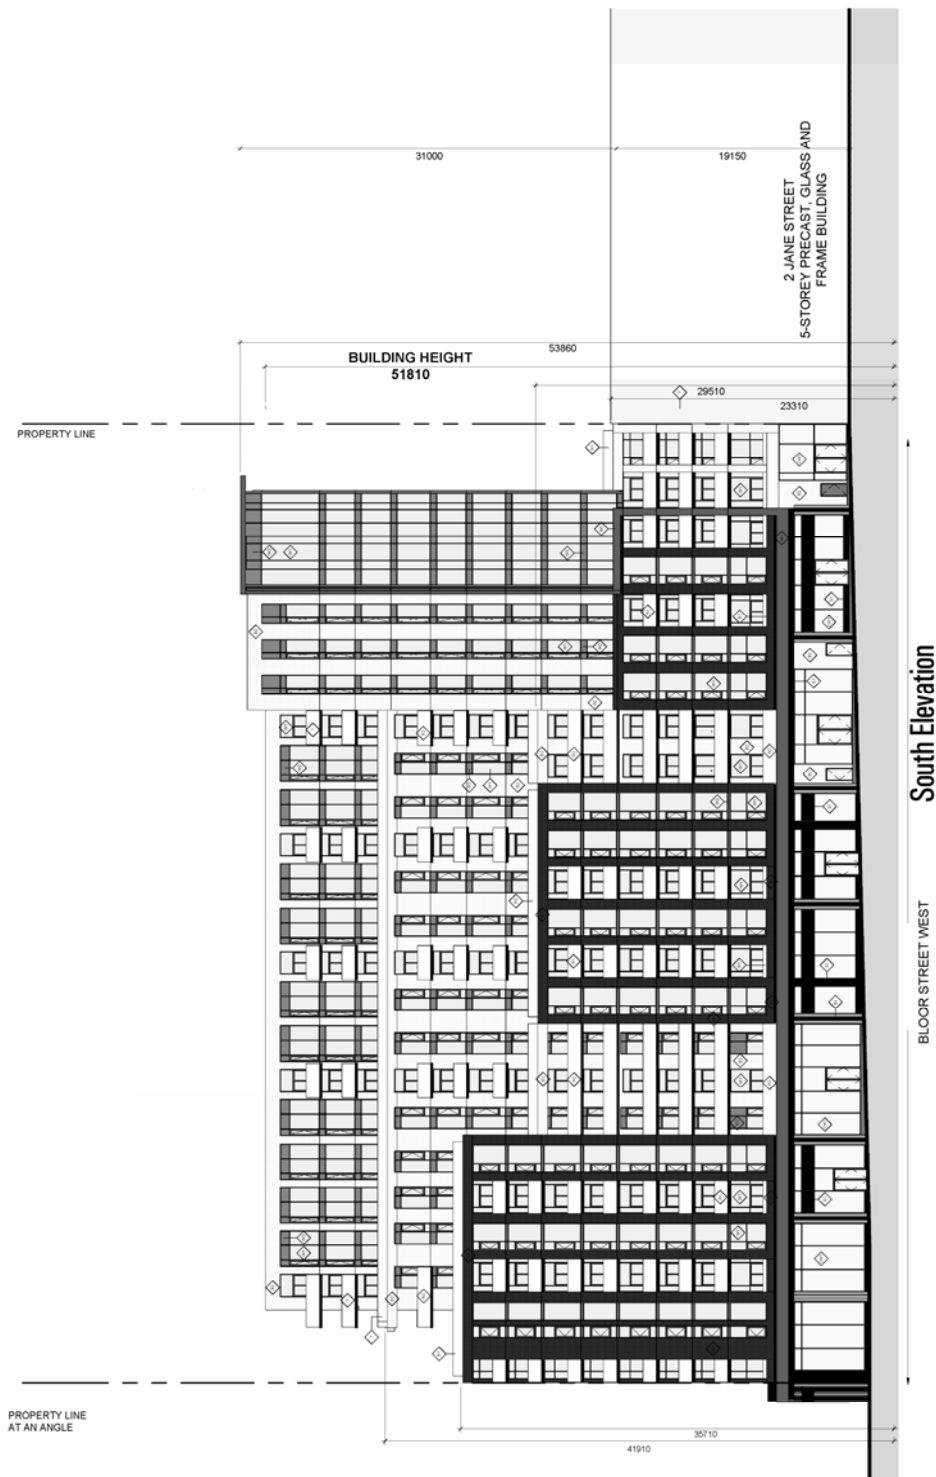 31000
19150
2 JANE STREET
5-STOREY PRECAST, GLASS AND
FRAME BUILDING
53860
BUILDING HEIGHT
51810
29510
23310
PROPERTY LINE
South Elevation
BLOOR STREET WEST
PROPERTY LINE
AT AN ANGLE
35710
41910